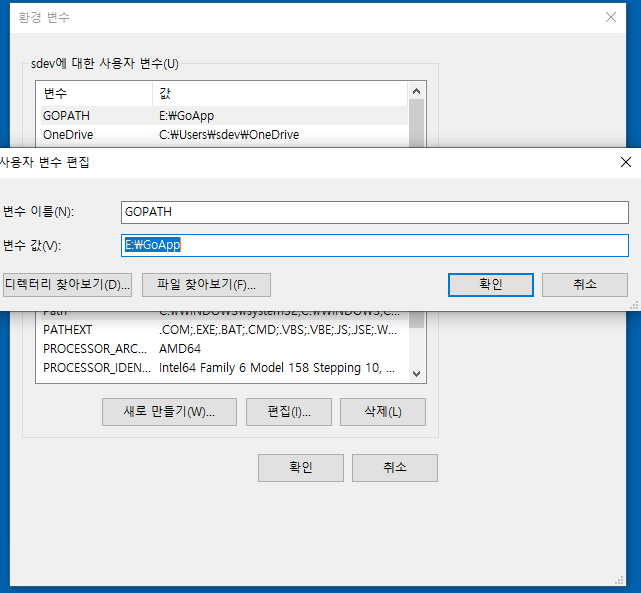 환경 변수
sdev에 대한 사용자 변수(U)
변수 값
GOPATH E:₩GoApp
OneDrive C:₩Users₩sdev₩OneDrive
사용자 변수 편집
변수 이름(N): GOPATH
변수 값(V): E:₩GoApp
디렉터리 찾아보기(D)... 파일 찾아보기(F)... 확인 취소
Path C:₩WINDOWS₩system32;C:₩WINDOWS;C...
PATHEXT .COM;.EXE;.BAT;.CMD;.VBS;.VBE;.JS;.JSE;.W...
PROCESSOR_ARC... AMD64
PROCESSOR_IDEN... Intel64 Family 6 Model 158 Stepping 10, ...
새로 만들기(W)... 편집(I)... 삭제(L)
확인 취소